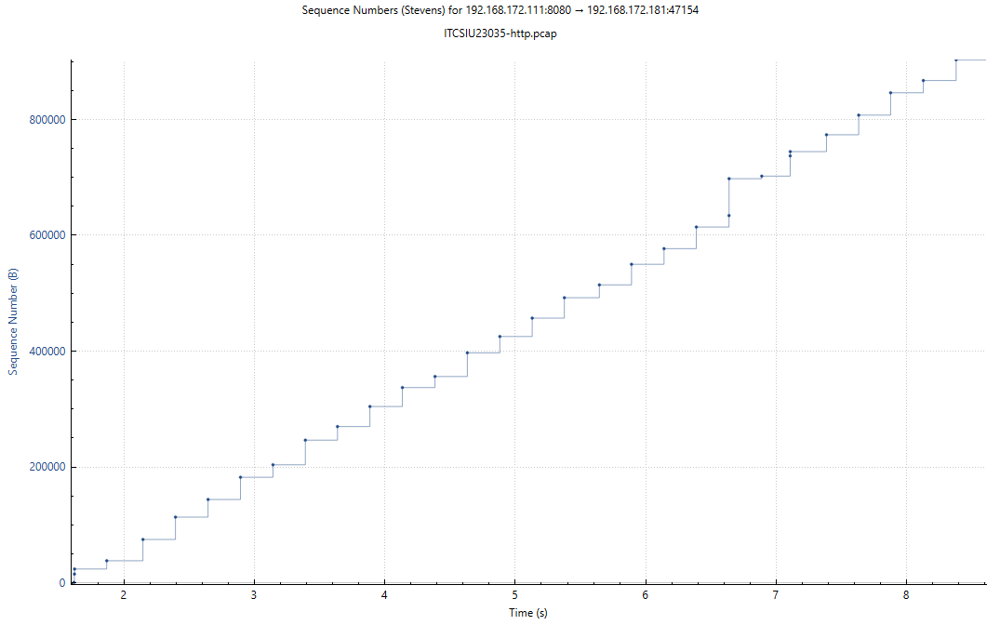 Sequence Numbers (Stevens) for 192.168.172.111:8080 → 192.168.172.181:47154
ITCSIU23035-http.pcap
Sequence Number (B)
800000
600000
400000
200000
0
2 3 4 5 6 7 8
Time (s)